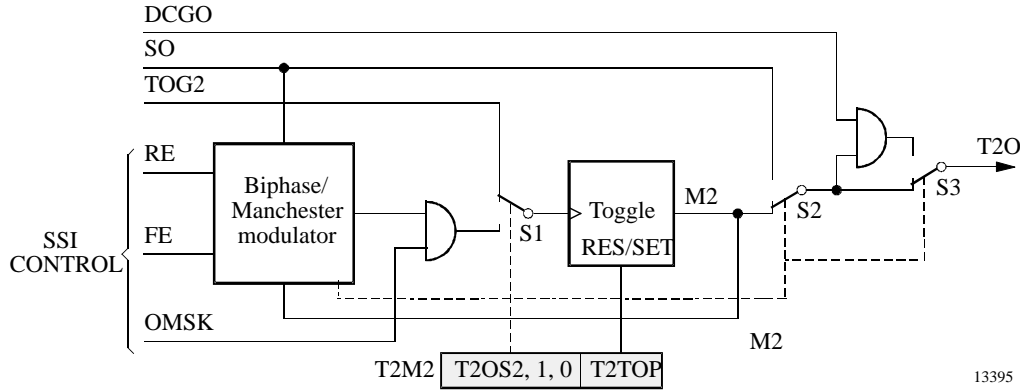 DCGO
SO
TOG2
RE
T2O
Biphase/
Manchester
modulator
M2
S2
S3
Toggle
S1
FE
SSI
CONTROL
RES/SET
OMSK
M2
T2M2
T2OS2, 1, 0
T2TOP
13395